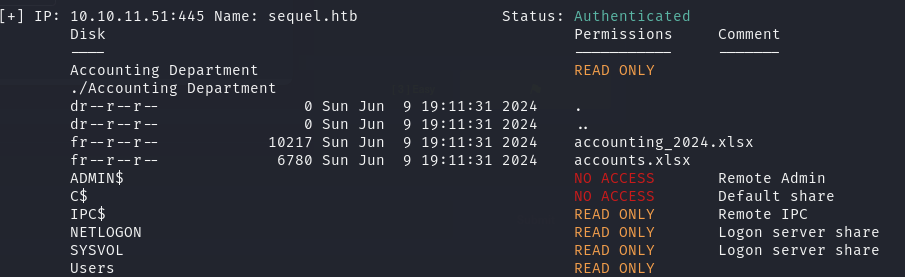 [+] IP: 10.10.11.51:445 Name: sequel.htb Status: Authenticated
Disk Permissions Comment
---- ----------- -------
Accounting Department READ ONLY
./Accounting Department
dr--r--r-- 0 Sun Jun 9 19:11:31 2024 .
dr--r--r-- 0 Sun Jun 9 19:11:31 2024 ..
fr--r--r-- 10217 Sun Jun 9 19:11:31 2024 accounting_2024.xlsx
fr--r--r-- 6780 Sun Jun 9 19:11:31 2024 accounts.xlsx
ADMIN$ NO ACCESS Remote Admin
C$ NO ACCESS Default share
IPC$ READ ONLY Remote IPC
NETLOGON READ ONLY Logon server share
SYSVOL READ ONLY Logon server share
Users READ ONLY